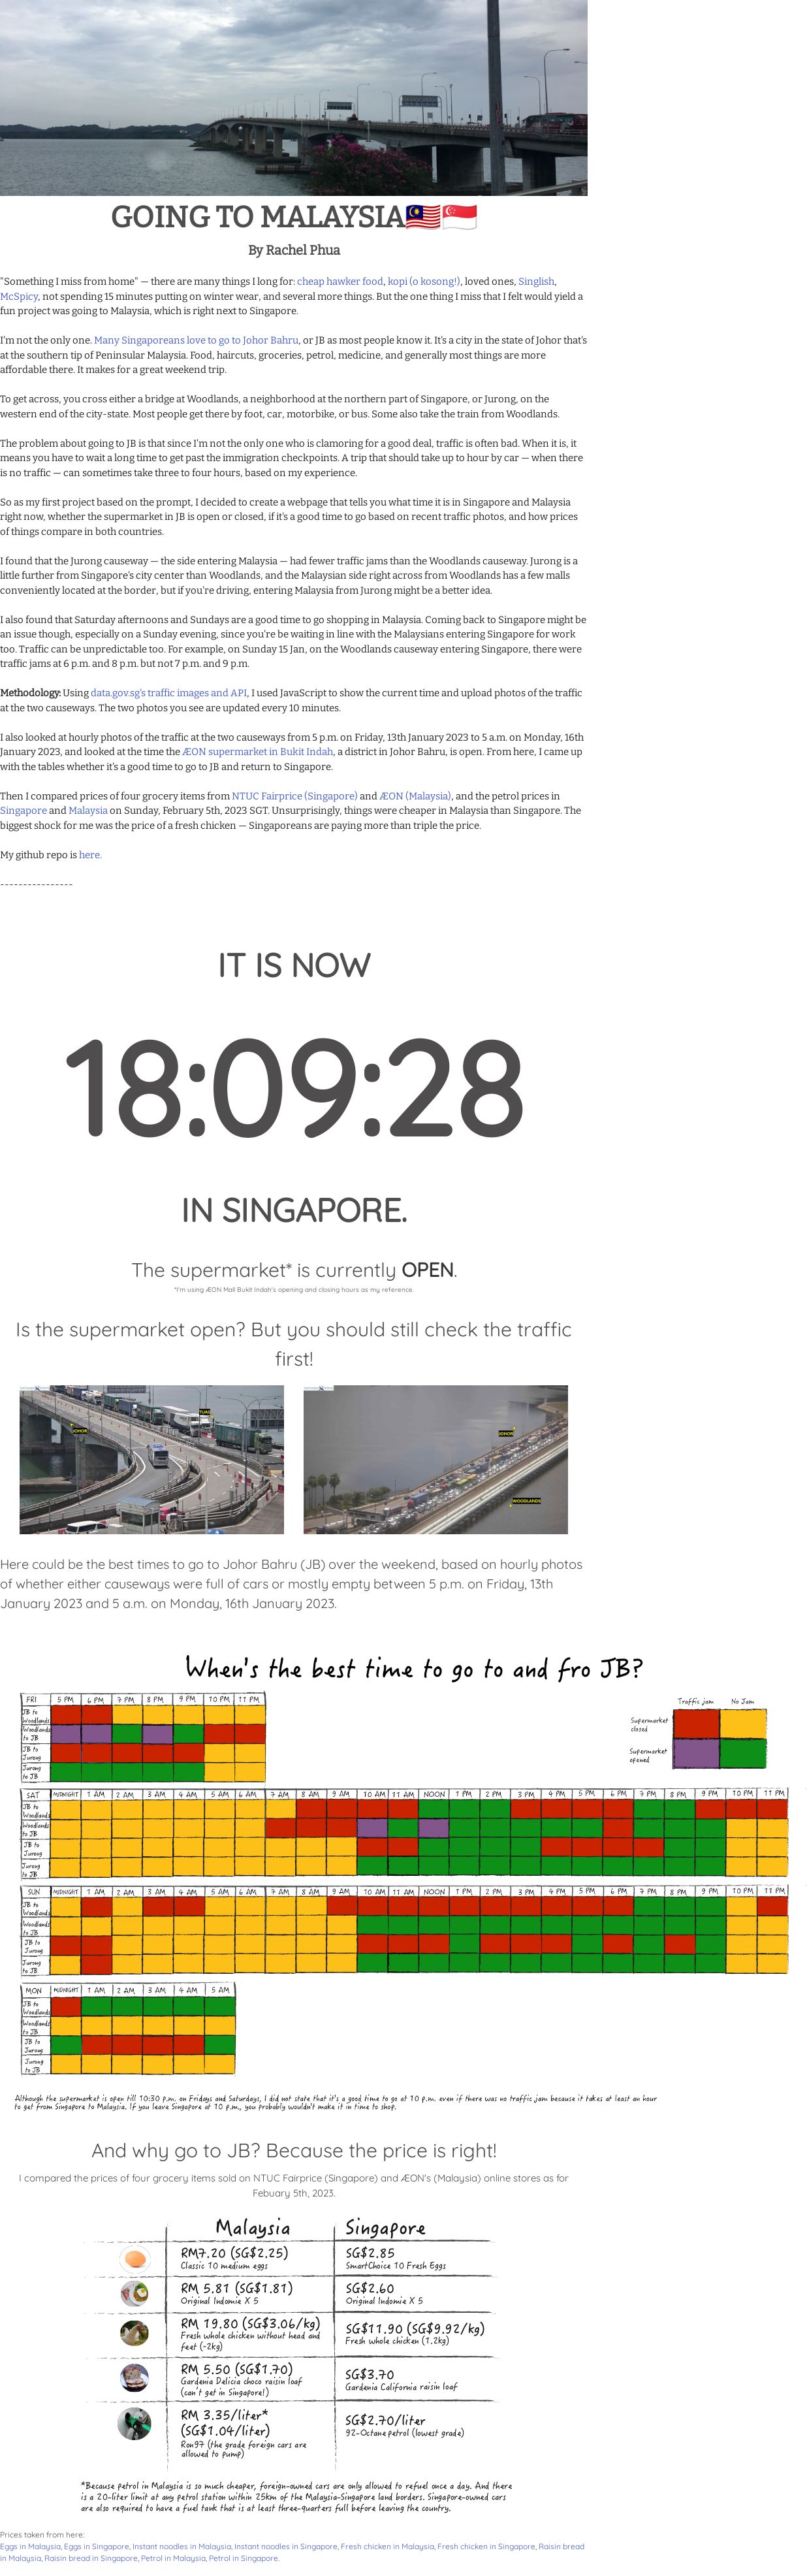 GOING TO MALAYSIA🇲🇾🇸🇬
By Rachel Phua
"Something I miss from home" — there are many things I long for: cheap hawker food, kopi (o kosong!), loved ones, Singlish,
McSpicy, not spending 15 minutes putting on winter wear, and several more things. But the one thing I miss that I felt would yield a
fun project was going to Malaysia, which is right next to Singapore.
I'm not the only one. Many Singaporeans love to go to Johor Bahru, or JB as most people know it. It's a city in the state of Johor that's
at the southern tip of Peninsular Malaysia. Food, haircuts, groceries, petrol, medicine, and generally most things are more
affordable there. It makes for a great weekend trip.
To get across, you cross either a bridge at Woodlands, a neighborhood at the northern part of Singapore, or Jurong, on the
western end of the city-state. Most people get there by foot, car, motorbike, or bus. Some also take the train from Woodlands.
The problem about going to JB is that since I'm not the only one who is clamoring for a good deal, traffic is often bad. When it is, it
means you have to wait a long time to get past the immigration checkpoints. A trip that should take up to hour by car — when there
is no traffic — can sometimes take three to four hours, based on my experience.
So as my first project based on the prompt, I decided to create a webpage that tells you what time it is in Singapore and Malaysia
right now, whether the supermarket in JB is open or closed, if it's a good time to go based on recent traffic photos, and how prices
of things compare in both countries.
I found that the Jurong causeway — the side entering Malaysia — had fewer traffic jams than the Woodlands causeway. Jurong is a
little further from Singapore's city center than Woodlands, and the Malaysian side right across from Woodlands has a few malls
conveniently located at the border, but if you're driving, entering Malaysia from Jurong might be a better idea.
I also found that Saturday afternoons and Sundays are a good time to go shopping in Malaysia. Coming back to Singapore might be
an issue though, especially on a Sunday evening, since you're be waiting in line with the Malaysians entering Singapore for work
too. Traffic can be unpredictable too. For example, on Sunday 15 Jan, on the Woodlands causeway entering Singapore, there were
traffic jams at 6 p.m. and 8 p.m. but not 7 p.m. and 9 p.m.
Methodology: Using data.gov.sg's traffic images and API, I used JavaScript to show the current time and upload photos of the traffic
at the two causeways. The two photos you see are updated every 10 minutes.
I also looked at hourly photos of the traffic at the two causeways from 5 p.m. on Friday, 13th January 2023 to 5 a.m. on Monday, 16th
January 2023, and looked at the time the ÆON supermarket in Bukit Indah, a district in Johor Bahru, is open. From here, I came up
with the tables whether it's a good time to go to JB and return to Singapore.
Then I compared prices of four grocery items from NTUC Fairprice (Singapore) and ÆON (Malaysia), and the petrol prices in
Singapore and Malaysia on Sunday, February 5th, 2023 SGT. Unsurprisingly, things were cheaper in Malaysia than Singapore. The
biggest shock for me was the price of a fresh chicken — Singaporeans are paying more than triple the price.
My github repo is here.
----------------
IT IS NOW
18:09:28
IN SINGAPORE.
The supermarket* is currently OPEN.
*I'm using ÆON Mall Bukit Indah's opening and closing hours as my reference.
Is the supermarket open? But you should still check the traffic
first!
JOHOR
TUAS
JOHOR
WOODLANDS
Here could be the best times to go to Johor Bahru (JB) over the weekend, based on hourly photos
of whether either causeways were full of cars or mostly empty between 5 p.m. on Friday, 13th
January 2023 and 5 a.m. on Monday, 16th January 2023.
When's the best time to go to and fro JB?
Traffic jam No Jam
Supermarket
closed
Supermarket
opened
FRI 5 PM 6 PM 7 PM 8 PM 9 PM 10 PM 11 PM
JB to
Woodlands
Woodlands
to JB
JB to
Jurong
Jurong
to JB
SAT MIDNIGHT 1 AM 2 AM 3 AM 4 AM 5 AM 6 AM 7 AM 8 AM 9 AM 10 AM 11 AM NOON 1 PM 2 PM 3 PM 4 PM 5 PM 6 PM 7 PM 8 PM 9 PM 10 PM 11 PM
JB to
Woodlands
Woodlands
to JB
JB to
Jurong
Jurong
to JB
SUN MIDNIGHT 1 AM 2 AM 3 AM 4 AM 5 AM 6 AM 7 AM 8 AM 9 AM 10 AM 11 AM NOON 1 PM 2 PM 3 PM 4 PM 5 PM 6 PM 7 PM 8 PM 9 PM 10 PM 11 PM
JB to
Woodlands
Woodlands
to JB
JB to
Jurong
Jurong
to JB
MON MIDNIGHT 1 AM 2 AM 3 AM 4 AM 5 AM
JB to
Woodlands
Woodlands
to JB
JB to
Jurong
Jurong
to JB
Although the supermarket is open till 10:30 p.m. on Fridays and Saturdays, I did not state that it's a good time to go at 10 p.m. even if there was no traffic jam because it takes at least an hour
to get from Singapore to Malaysia. If you leave Singapore at 10 p.m., you probably wouldn't make it in time to shop.
And why go to JB? Because the price is right!
I compared the prices of four grocery items sold on NTUC Fairprice (Singapore) and ÆON's (Malaysia) online stores as for
Febuary 5th, 2023.
Malaysia Singapore
RM7.20 (SG$2.25) SG$2.85
Classic 10 medium eggs SmartChoice 10 Fresh Eggs
RM 5.81 (SG$1.81) SG$2.60
Original Indomie X 5 Original Indomie X 5
RM 19.80 (SG$3.06/kg) SG$11.90 (SG$9.92/kg)
Fresh whole chicken without head and Fresh whole chicken (1.2kg)
feet (~2kg)
RM 5.50 (SG$1.70) SG$3.70
Gardenia Delicia choco raisin loaf Gardenia California raisin loaf
(can't get in Singapore!)
RM 3.35/liter* SG$2.70/liter
(SG$1.04/liter) 92-Octane petrol (lowest grade)
Ron97 (the grade foreign cars are
allowed to pump)
*Because petrol in Malaysia is so much cheaper, foreign-owned cars are only allowed to refuel once a day. And there
is a 20-liter limit at any petrol station within 25km of the Malaysia-Singapore land borders. Singapore-owned cars
are also required to have a fuel tank that is at least three-quarters full before leaving the country.
Prices taken from here:
Eggs in Malaysia, Eggs in Singapore, Instant noodles in Malaysia, Instant noodles in Singapore, Fresh chicken in Malaysia, Fresh chicken in Singapore, Raisin bread
in Malaysia, Raisin bread in Singapore, Petrol in Malaysia, Petrol in Singapore.